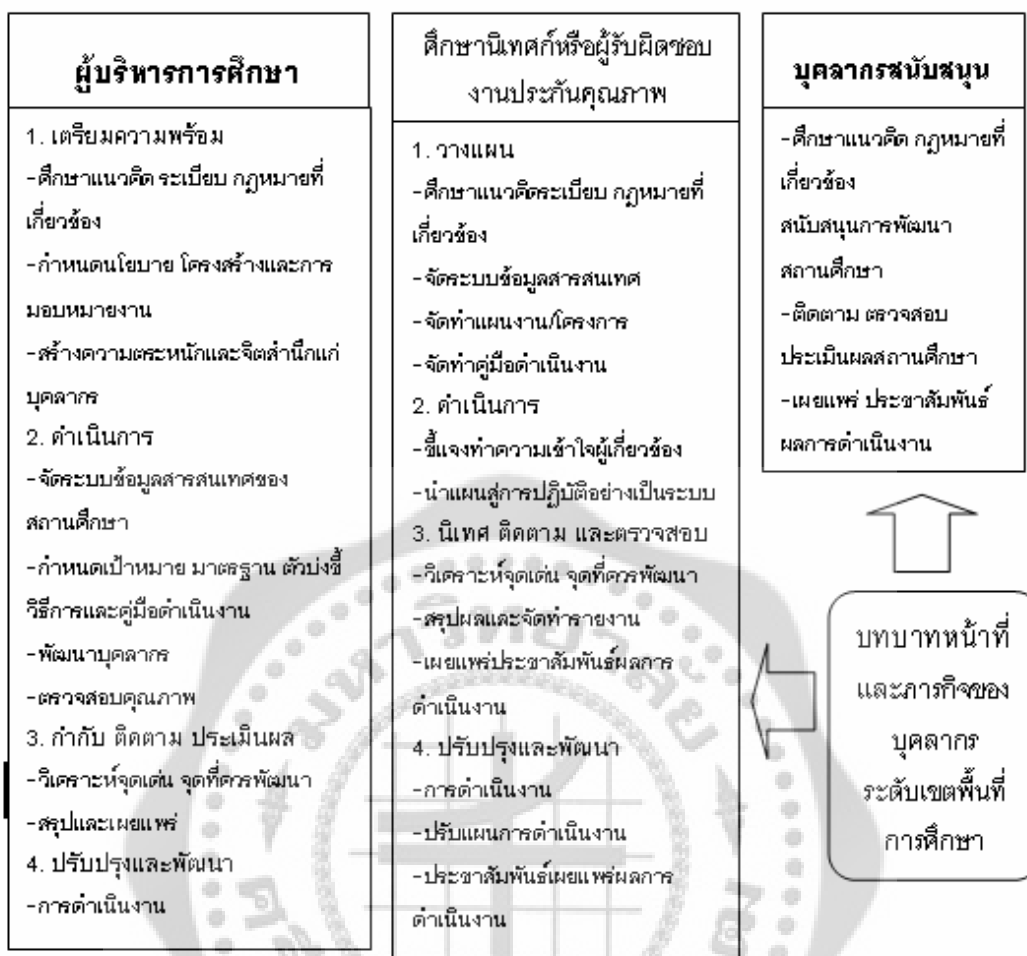 ผู้บริหารการศึกษา
1. เตรียมความพร้อม
-ศึกษาแนวคิด ระเบียบ กฎหมายที่
เกี่ยวข้อง
-กำหนดนโยบาย โครงสร้างและการ
มอบหมายงาน
-สร้างความตระหนักและจิตสำนึกแก่
บุคลากร
2. ดำเนินการ
-จัดระบบข้อมูลสารสนเทศของ
สถานศึกษา
-กำหนดเป้าหมาย มาตรฐาน ตัวบ่งชี้
วิธีการและคู่มือดำเนินงาน
-พัฒนาบุคลากร
-ตรวจสอบคุณภาพ
3. กำกับ ติดตาม ประเมินผล
-วิเคราะห์จุดเด่น จุดที่ควรพัฒนา
-สรุปและเผยแพร่
4. ปรับปรุงและพัฒนา
-การดำเนินงาน
ศึกษานิเทศก์หรือผู้รับผิดชอบ
งานประกันคุณภาพ
1. วางแผน
-ศึกษาแนวคิดระเบียบ กฎหมายที่
เกี่ยวข้อง
-จัดระบบข้อมูลสารสนเทศ
-จัดทำแผนงาน/โครงการ
-จัดทำคู่มือดำเนินงาน
2. ดำเนินการ
-ชี้แจงทำความเข้าใจผู้เกี่ยวข้อง
-นำแผนสู่การปฏิบัติอย่างเป็นระบบ
3. นิเทศ ติดตาม และตรวจสอบ
-วิเคราะห์จุดเด่น จุดที่ควรพัฒนา
-สรุปผลและจัดทำรายงาน
-เผยแพร่ประชาสัมพันธ์ผลการ
ดำเนินงาน
4. ปรับปรุงและพัฒนา
-การดำเนินงาน
-ปรับแผนการดำเนินงาน
-ประชาสัมพันธ์เผยแพร่ผลการ
ดำเนินงาน
บุคลากรสนับสนุน
-ศึกษาแนวคิด กฎหมายที่
เกี่ยวข้อง
สนับสนุนการพัฒนา
สถานศึกษา
-ติดตาม ตรวจสอบ
ประเมินผลสถานศึกษา
-เผยแพร่ ประชาสัมพันธ์
ผลการดำเนินงาน
บทบาทหน้าที่
และภารกิจของ
บุคลากร
ระดับเขตพื้นที่
การศึกษา